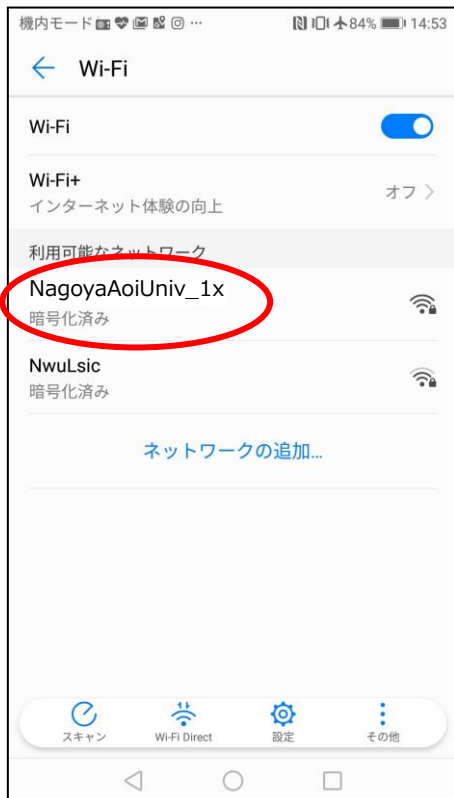 機内モード ... 84% 14:53
Wi-Fi
Wi-Fi
Wi-Fi+
インターネット体験の向上
オフ
利用可能なネットワーク
NagoyaAoiUniv_1x
暗号化済み
NwuLsic
暗号化済み
ネットワークの追加...
スキャン Wi-Fi Direct 設定 その他